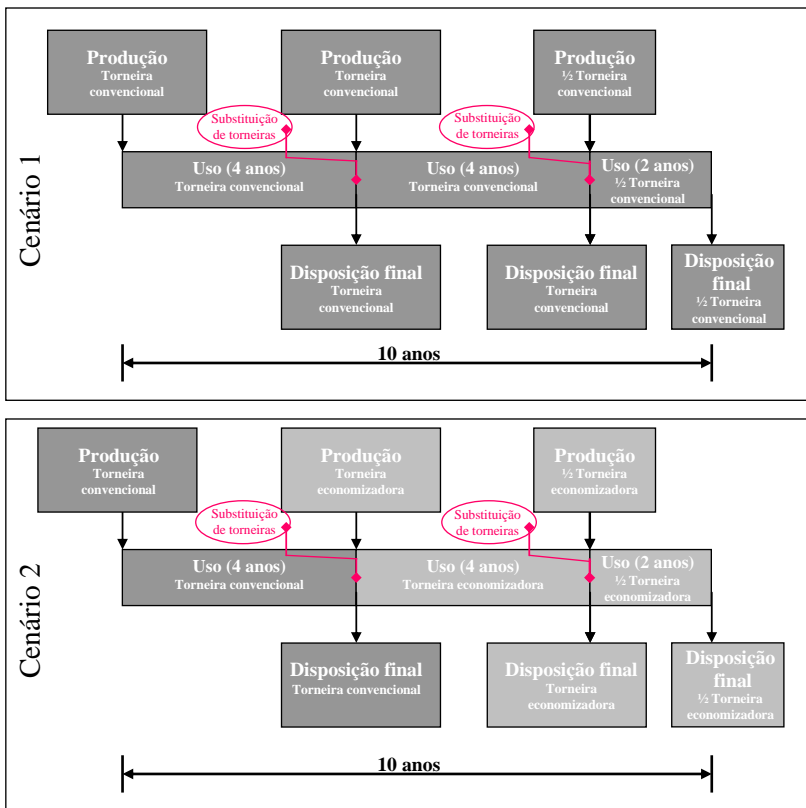 Cenário 1
Produção
Torneira
convencional
Produção
Torneira
convencional
Produção
½ Torneira
convencional
Substituição
de torneiras
Substituição
de torneiras
Uso (4 anos)
Torneira convencional
Uso (4 anos)
Torneira convencional
Uso (2 anos)
½ Torneira
convencional
Disposição final
Torneira
convencional
Disposição final
Torneira
convencional
Disposição
final
½ Torneira
convencional
10 anos
Cenário 2
Produção
Torneira
convencional
Produção
Torneira
economizadora
Produção
½ Torneira
economizadora
Substituição
de torneiras
Substituição
de torneiras
Uso (4 anos)
Torneira convencional
Uso (4 anos)
Torneira economizadora
Uso (2 anos)
½ Torneira
economizadora
Disposição final
Torneira convencional
Disposição final
Torneira
economizadora
Disposição
final
½ Torneira
economizadora
10 anos